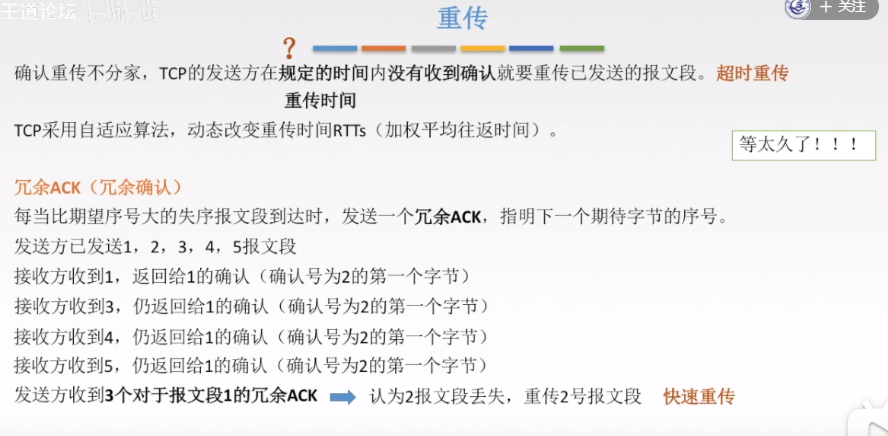 王道论坛
+ 关注
重传
?
确认重传不分家，TCP的发送方在规定的时间内没有收到确认就要重传已发送的报文段。超时重传
重传时间
TCP采用自适应算法，动态改变重传时间RTTs（加权平均往返时间）。
等太久了！！！
冗余ACK（冗余确认）
每当比期望序号大的失序报文段到达时，发送一个冗余ACK，指明下一个期待字节的序号。
发送方已发送1，2，3，4，5报文段
接收方收到1，返回给1的确认（确认号为2的第一个字节）
接收方收到3，仍返回给1的确认（确认号为2的第一个字节）
接收方收到4，仍返回给1的确认（确认号为2的第一个字节）
接收方收到5，仍返回给1的确认（确认号为2的第一个字节）
发送方收到3个对于报文段1的冗余ACK 认为2报文段丢失，重传2号报文段 快速重传